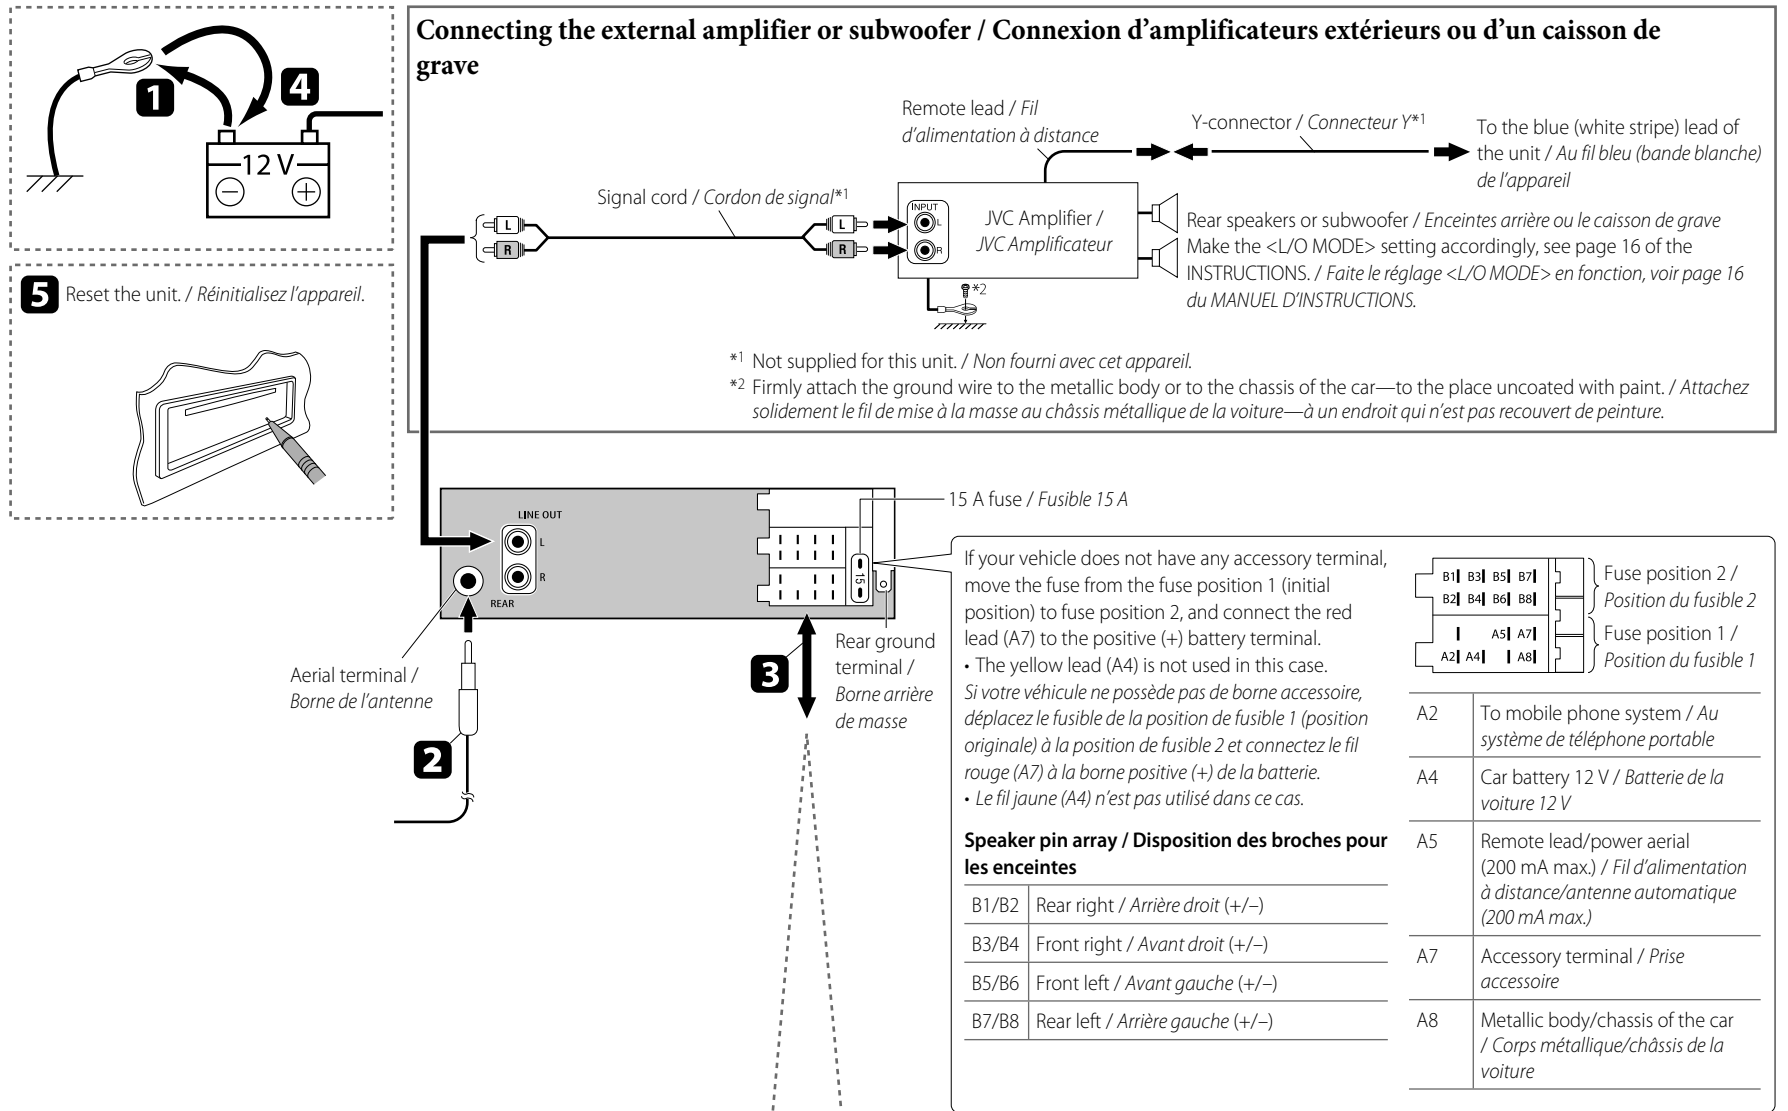 1
4
12 V
5 Reset the unit. / Réinitialisez l'appareil.
Connecting the external amplifier or subwoofer / Connexion d'amplificateurs extérieurs ou d'un caisson de
grave
Remote lead / Fil
d'alimentation à distance
Y-connector / Connecteur Y*1
To the blue (white stripe) lead of
the unit / Au fil bleu (bande blanche)
de l'appareil
Signal cord / Cordon de signal*1
L
R
L
R
INPUT
L
R
JVC Amplifier /
JVC Amplificateur
Rear speakers or subwoofer / Enceintes arrière ou le caisson de grave
Make the <L/O MODE> setting accordingly, see page 16 of the
INSTRUCTIONS. / Faite le réglage <L/O MODE> en fonction, voir page 16
du MANUEL D'INSTRUCTIONS.
*2
*1 Not supplied for this unit. / Non fourni avec cet appareil.
*2 Firmly attach the ground wire to the metallic body or to the chassis of the car—to the place uncoated with paint. / Attachez
solidement le fil de mise à la masse au châssis métallique de la voiture—à un endroit qui n'est pas recouvert de peinture.
LINE OUT
L
R
REAR
15
15 A fuse / Fusible 15 A
Aerial terminal /
Borne de l'antenne
2
3
Rear ground
terminal /
Borne arrière
de masse
If your vehicle does not have any accessory terminal,
move the fuse from the fuse position 1 (initial
position) to fuse position 2, and connect the red
lead (A7) to the positive (+) battery terminal.
• The yellow lead (A4) is not used in this case.
Si votre véhicule ne possède pas de borne accessoire,
déplacez le fusible de la position de fusible 1 (position
originale) à la position de fusible 2 et connectez le fil
rouge (A7) à la borne positive (+) de la batterie.
• Le fil jaune (A4) n'est pas utilisé dans ce cas.
Speaker pin array / Disposition des broches pour
les enceintes
B1/B2 Rear right / Arrière droit (+/–)
B3/B4 Front right / Avant droit (+/–)
B5/B6 Front left / Avant gauche (+/–)
B7/B8 Rear left / Arrière gauche (+/–)
B1 B3 B5 B7
B2 B4 B6 B8
A5 A7
A2 A4 A8
Fuse position 2 /
Position du fusible 2
Fuse position 1 /
Position du fusible 1
A2 To mobile phone system / Au
système de téléphone portable
A4 Car battery 12 V / Batterie de la
voiture 12 V
A5 Remote lead/power aerial
(200 mA max.) / Fil d'alimentation
à distance/antenne automatique
(200 mA max.)
A7 Accessory terminal / Prise
accessoire
A8 Metallic body/chassis of the car
/ Corps métallique/châssis de la
voiture